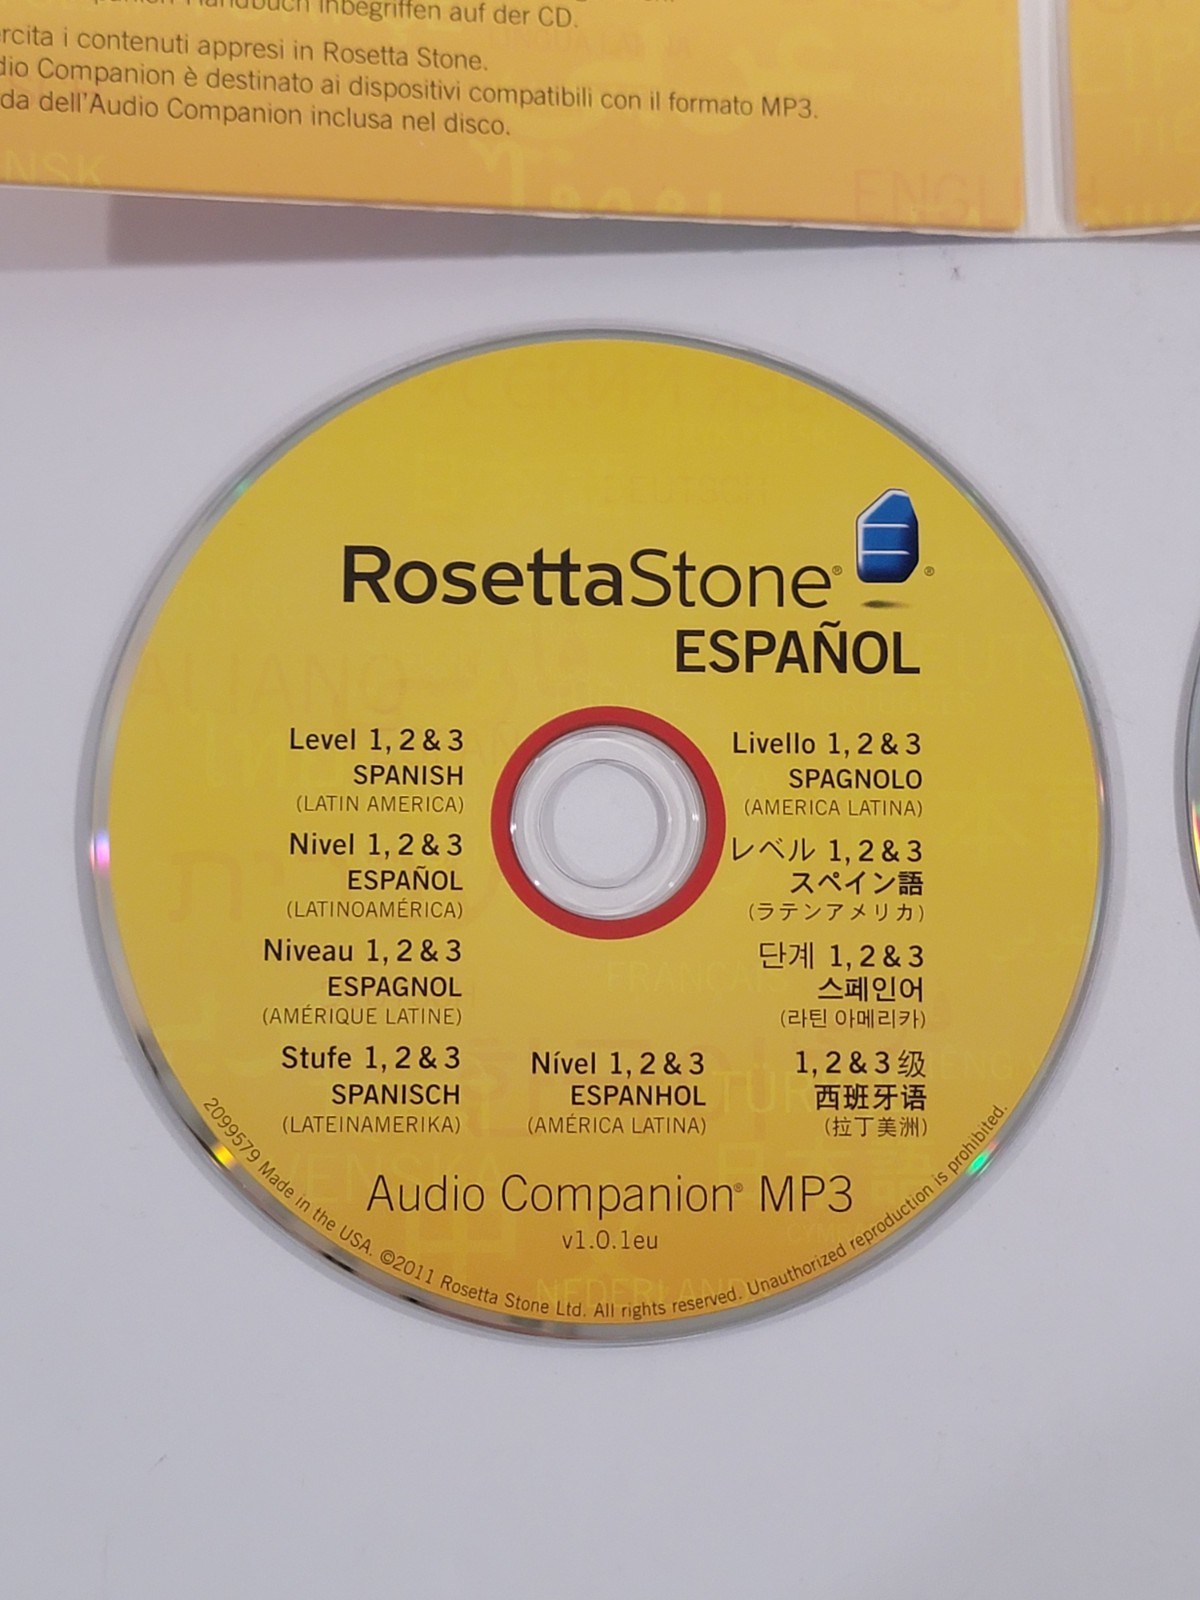 Handbuch inbegriffen auf der CD.
i contenuti appresi in Rosetta Stone.
Companion è destinato ai dispositivi compatibili con il formato MP3.
dell'Audio Companion inclusa nel disco.
ENGLISH
RosettaStone®
®
ESPAÑOL
Level 1, 2 & 3
SPANISH
(LATIN AMERICA)
Nivel 1, 2 & 3
ESPAÑOL
(LATINOAMÉRICA)
Niveau 1, 2 & 3
ESPAGNOL
(AMÉRIQUE LATINE)
Stufe 1, 2 & 3
SPANISCH
(LATEINAMERIKA)
Nível 1, 2 & 3
ESPANHOL
(AMÉRICA LATINA)
Livello 1, 2 & 3
SPAGNOLO
(AMERICA LATINA)
レベル 1, 2 & 3
スペイン語
(ラテンアメリカ)
단계 1, 2 & 3
스페인어
(라틴 아메리카)
1, 2 & 3 级
西班牙语
(拉丁美洲)
Audio Companion® MP3
v1.0.1eu
2099579 Made in the USA. ©2011 Rosetta Stone Ltd. All rights reserved. Unauthorized reproduction is prohibited.